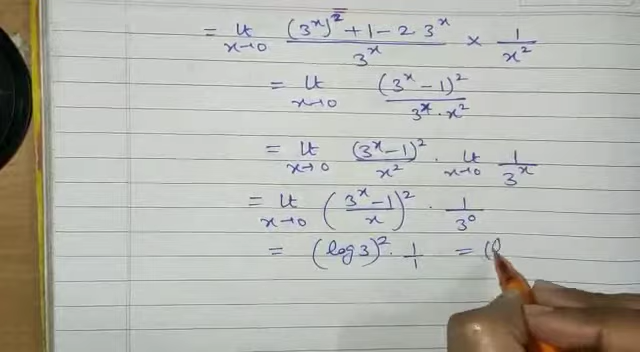 = lt x→0 (3^x)^2 + 1 - 2 3^x / 3^x × 1 / x^2
= lt x→0 (3^x - 1)^2 / 3^x · x^2
= lt x→0 (3^x - 1)^2 / x^2 · lt x→0 1 / 3^x
= lt x→0 (3^x - 1 / x)^2 · 1 / 3^0
= (log 3)^2 · 1/1 = (l